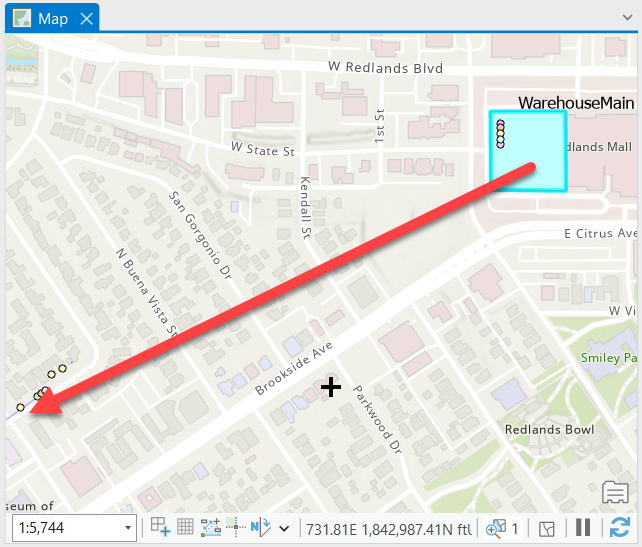 Map
W Redlands Blvd
WarehouseMain
1st St
W State St
dlands Mall
San Gorgonio Dr
Kendall St
E Citrus Ave
N Buena Vista St
W Vi
Brookside Ave
Smiley Pa
Parkwood Dr
Redlands Bowl
seum of
1:5,744
731.81E 1,842,987.41N ftl
1